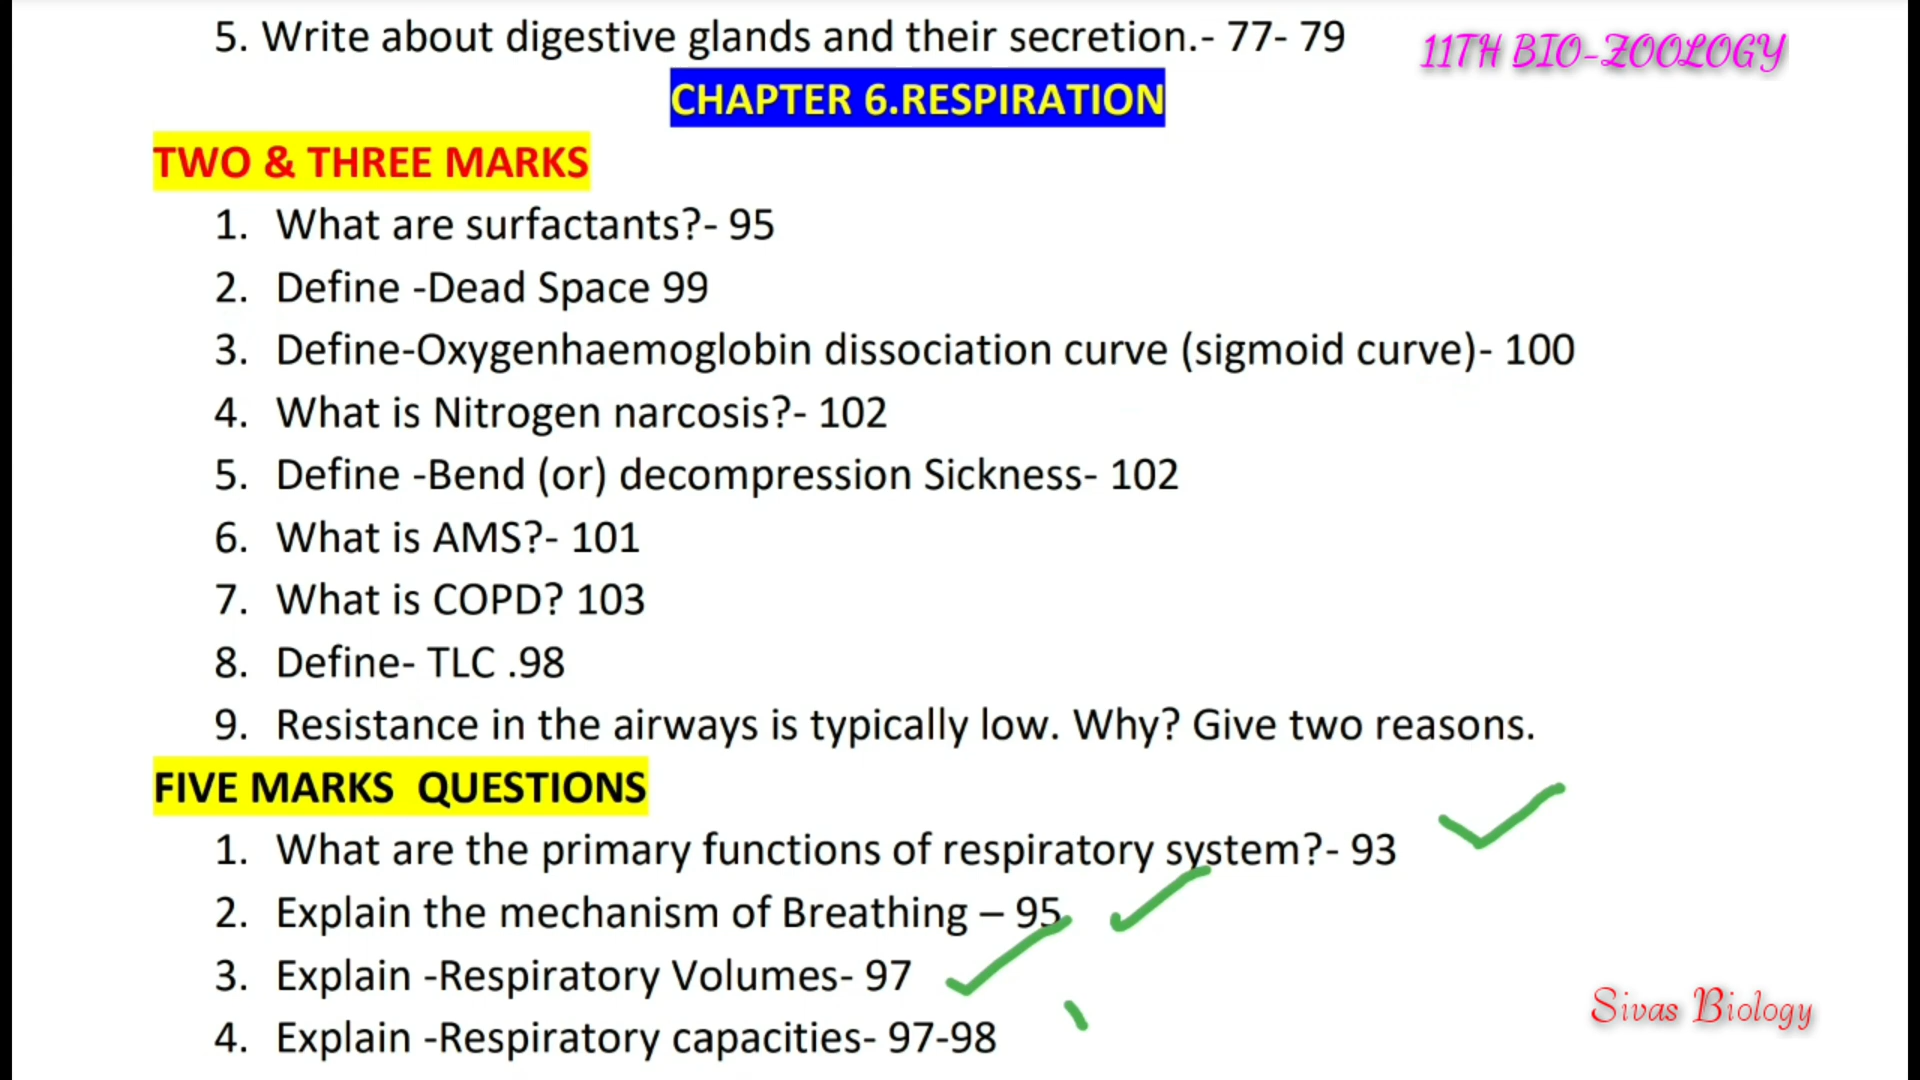 5. Write about digestive glands and their secretion.- 77- 79
11TH BIO-ZOOLOGY
CHAPTER 6.RESPIRATION
TWO & THREE MARKS
1. What are surfactants?- 95
2. Define -Dead Space 99
3. Define-Oxygenhaemoglobin dissociation curve (sigmoid curve)- 100
4. What is Nitrogen narcosis?- 102
5. Define -Bend (or) decompression Sickness- 102
6. What is AMS?- 101
7. What is COPD? 103
8. Define- TLC .98
9. Resistance in the airways is typically low. Why? Give two reasons.
FIVE MARKS QUESTIONS
1. What are the primary functions of respiratory system?- 93
2. Explain the mechanism of Breathing – 95
3. Explain -Respiratory Volumes- 97
4. Explain -Respiratory capacities- 97-98
Sivas Biology